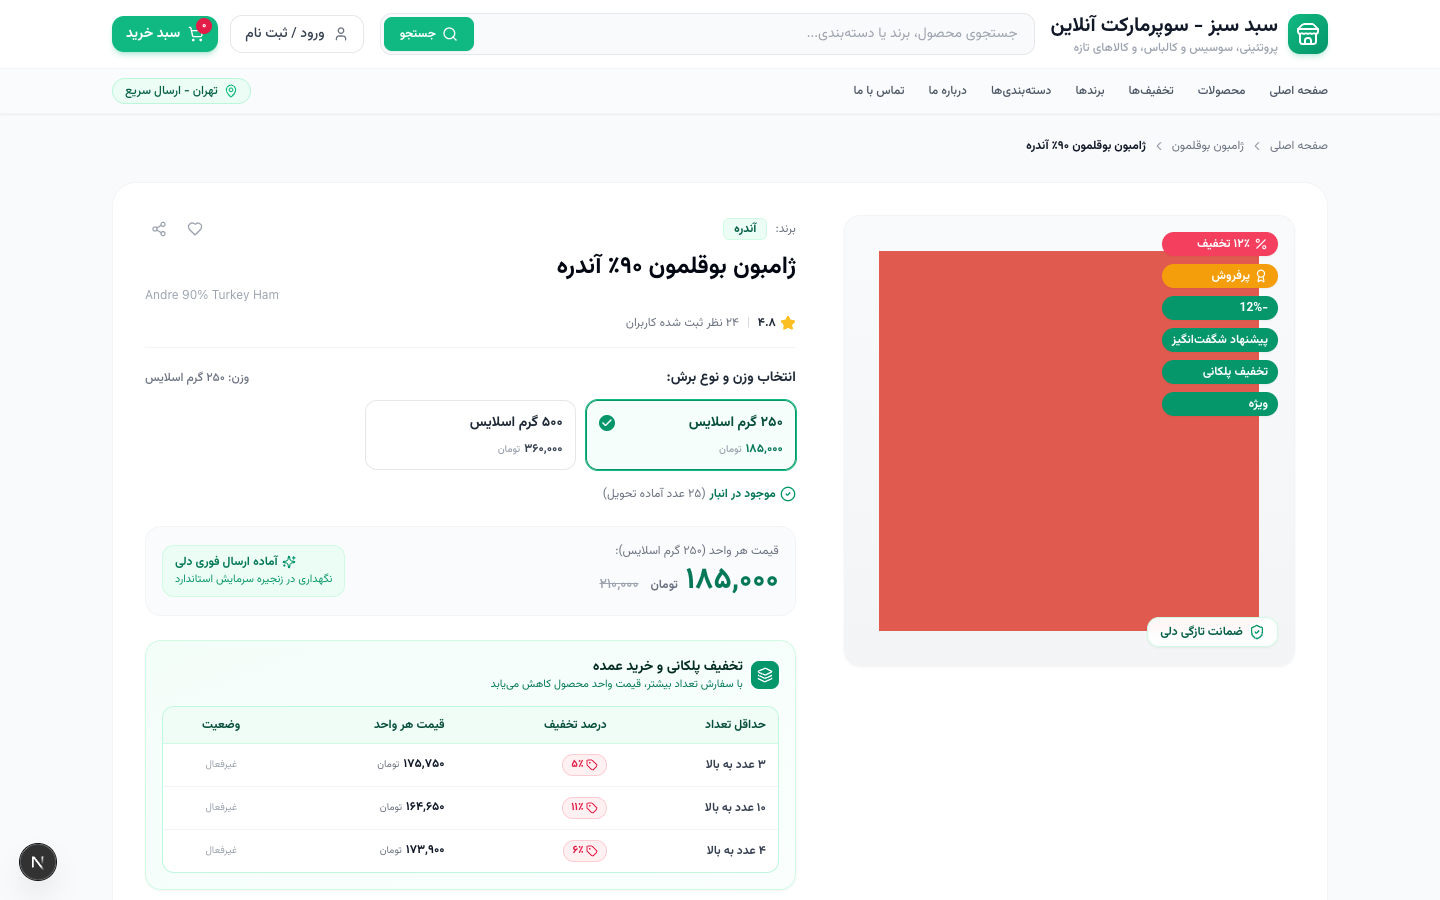 سبد سبز - سوپرمارکت آنلاین
پروتئینی، سوسیس و کالباس، و کالاهای تازه
جستجوی محصول، برند یا دسته‌بندی...
جستجو
ورود / ثبت نام
سبد خرید
۰
صفحه اصلی
محصولات
تخفیف‌ها
برندها
دسته‌بندی‌ها
درباره ما
تماس با ما
تهران - ارسال سریع
صفحه اصلی
ژامبون بوقلمون
ژامبون بوقلمون ۹۰٪ آندره
۱۲٪ تخفیف
پرفروش
-12%
پیشنهاد شگفت‌انگیز
تخفیف پلکانی
ویژه
ضمانت تازگی دلی
برند:
آندره
ژامبون بوقلمون ۹۰٪ آندره
Andre 90% Turkey Ham
۴.۸
۲۴ نظر ثبت شده کاربران
انتخاب وزن و نوع برش:
وزن: ۲۵۰ گرم اسلایس
۲۵۰ گرم اسلایس
۱۸۵,۰۰۰ تومان
۵۰۰ گرم اسلایس
۳۶۰,۰۰۰ تومان
موجود در انبار (۲۵ عدد آماده تحویل)
قیمت هر واحد (۲۵۰ گرم اسلایس):
۱۸۵,۰۰۰ تومان ۲۱۰,۰۰۰
آماده ارسال فوری دلی
نگهداری در زنجیره سرمایش استاندارد
تخفیف پلکانی و خرید عمده
با سفارش تعداد بیشتر، قیمت واحد محصول کاهش می‌یابد
حداقل تعداد درصد تخفیف قیمت هر واحد وضعیت
۳ عدد به بالا ۵٪ ۱۷۵,۷۵۰ تومان غیرفعال
۱۰ عدد به بالا ۱۱٪ ۱۶۴,۶۵۰ تومان غیرفعال
۴ عدد به بالا ۶٪ ۱۷۳,۹۰۰ تومان غیرفعال
N